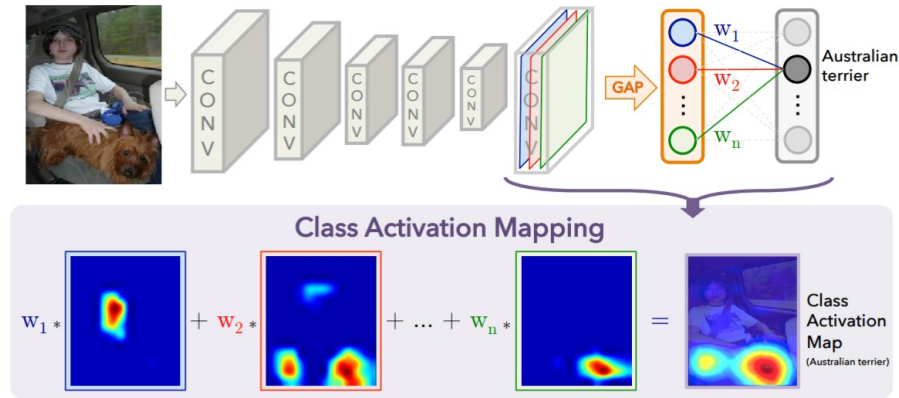 CONV
CONV
CONV
CONV
CONV
CONV
GAP
w₁
w₂
⋮
wₙ
⋮
Australian
terrier
Class Activation Mapping
w₁ * + w₂ * + ... + wₙ * =
Class
Activation
Map
(Australian terrier)